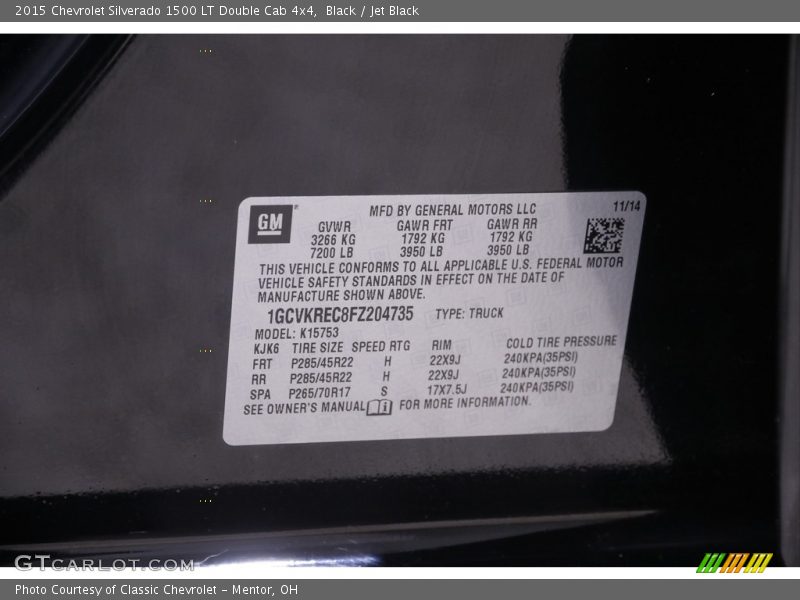 2015 Chevrolet Silverado 1500 LT Double Cab 4x4,  Black / Jet Black
GM
MFD BY GENERAL MOTORS LLC
11/14
GVWR GAWR FRT GAWR RR
3266 KG 1792 KG 1792 KG
7200 LB 3950 LB 3950 LB
THIS VEHICLE CONFORMS TO ALL APPLICABLE U.S. FEDERAL MOTOR
VEHICLE SAFETY STANDARDS IN EFFECT ON THE DATE OF
MANUFACTURE SHOWN ABOVE.
1GCVKREC8FZ204735 TYPE: TRUCK
MODEL: K15753
KJK6 TIRE SIZE SPEED RTG RIM COLD TIRE PRESSURE
FRT P285/45R22 H 22X9J 240KPA(35PSI)
RR P285/45R22 H 22X9J 240KPA(35PSI)
SPA P265/70R17 S 17X7.5J 240KPA(35PSI)
SEE OWNER'S MANUAL FOR MORE INFORMATION.
GTcarlot.com
Photo Courtesy of Classic Chevrolet - Mentor, OH